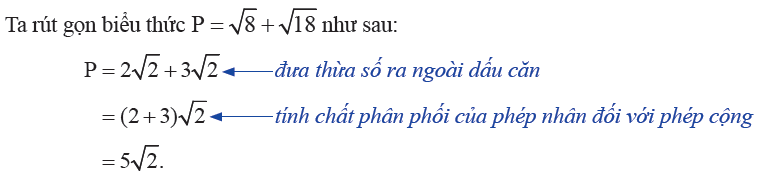 Ta rút gọn biểu thức P = √8 + √18 như sau:
P = 2√2 + 3√2 ← đưa thừa số ra ngoài dấu căn
= (2 + 3)√2 ← tính chất phân phối của phép nhân đối với phép cộng
= 5√2.